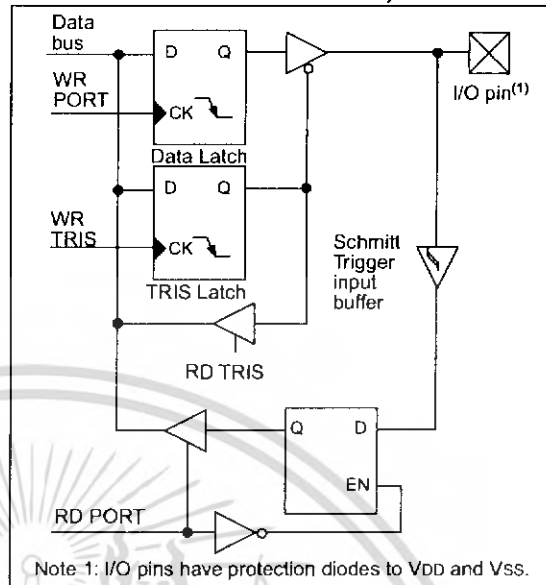 Data
bus
D Q
WR
PORT
CK
I/O pin(1)
Data Latch
D Q
WR
TRIS
CK
Schmitt
Trigger
input
buffer
TRIS Latch
RD TRIS
Q D
EN
RD PORT
Note 1: I/O pins have protection diodes to VDD and VSS.